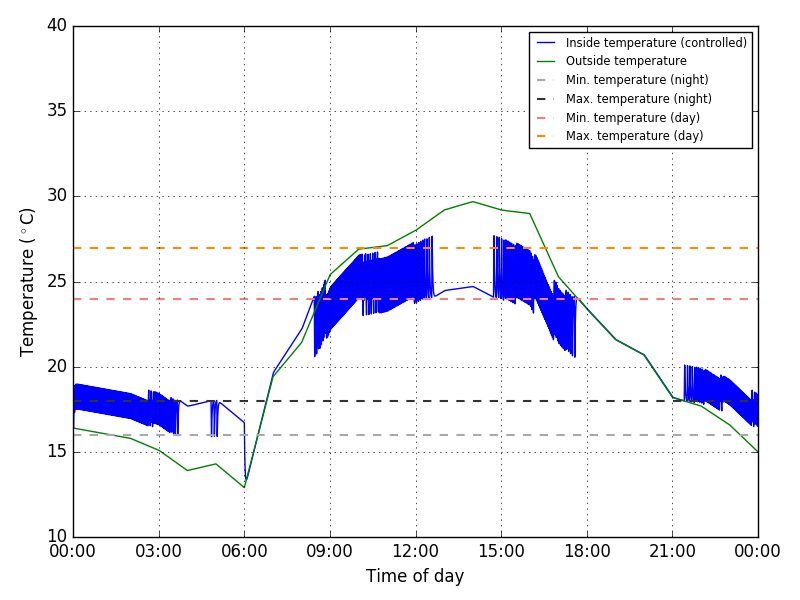 40
35
30
25
20
15
10
Temperature (°C)
00:00 03:00 06:00 09:00 12:00 15:00 18:00 21:00 00:00
Time of day
Inside temperature (controlled)
Outside temperature
Min. temperature (night)
Max. temperature (night)
Min. temperature (day)
Max. temperature (day)